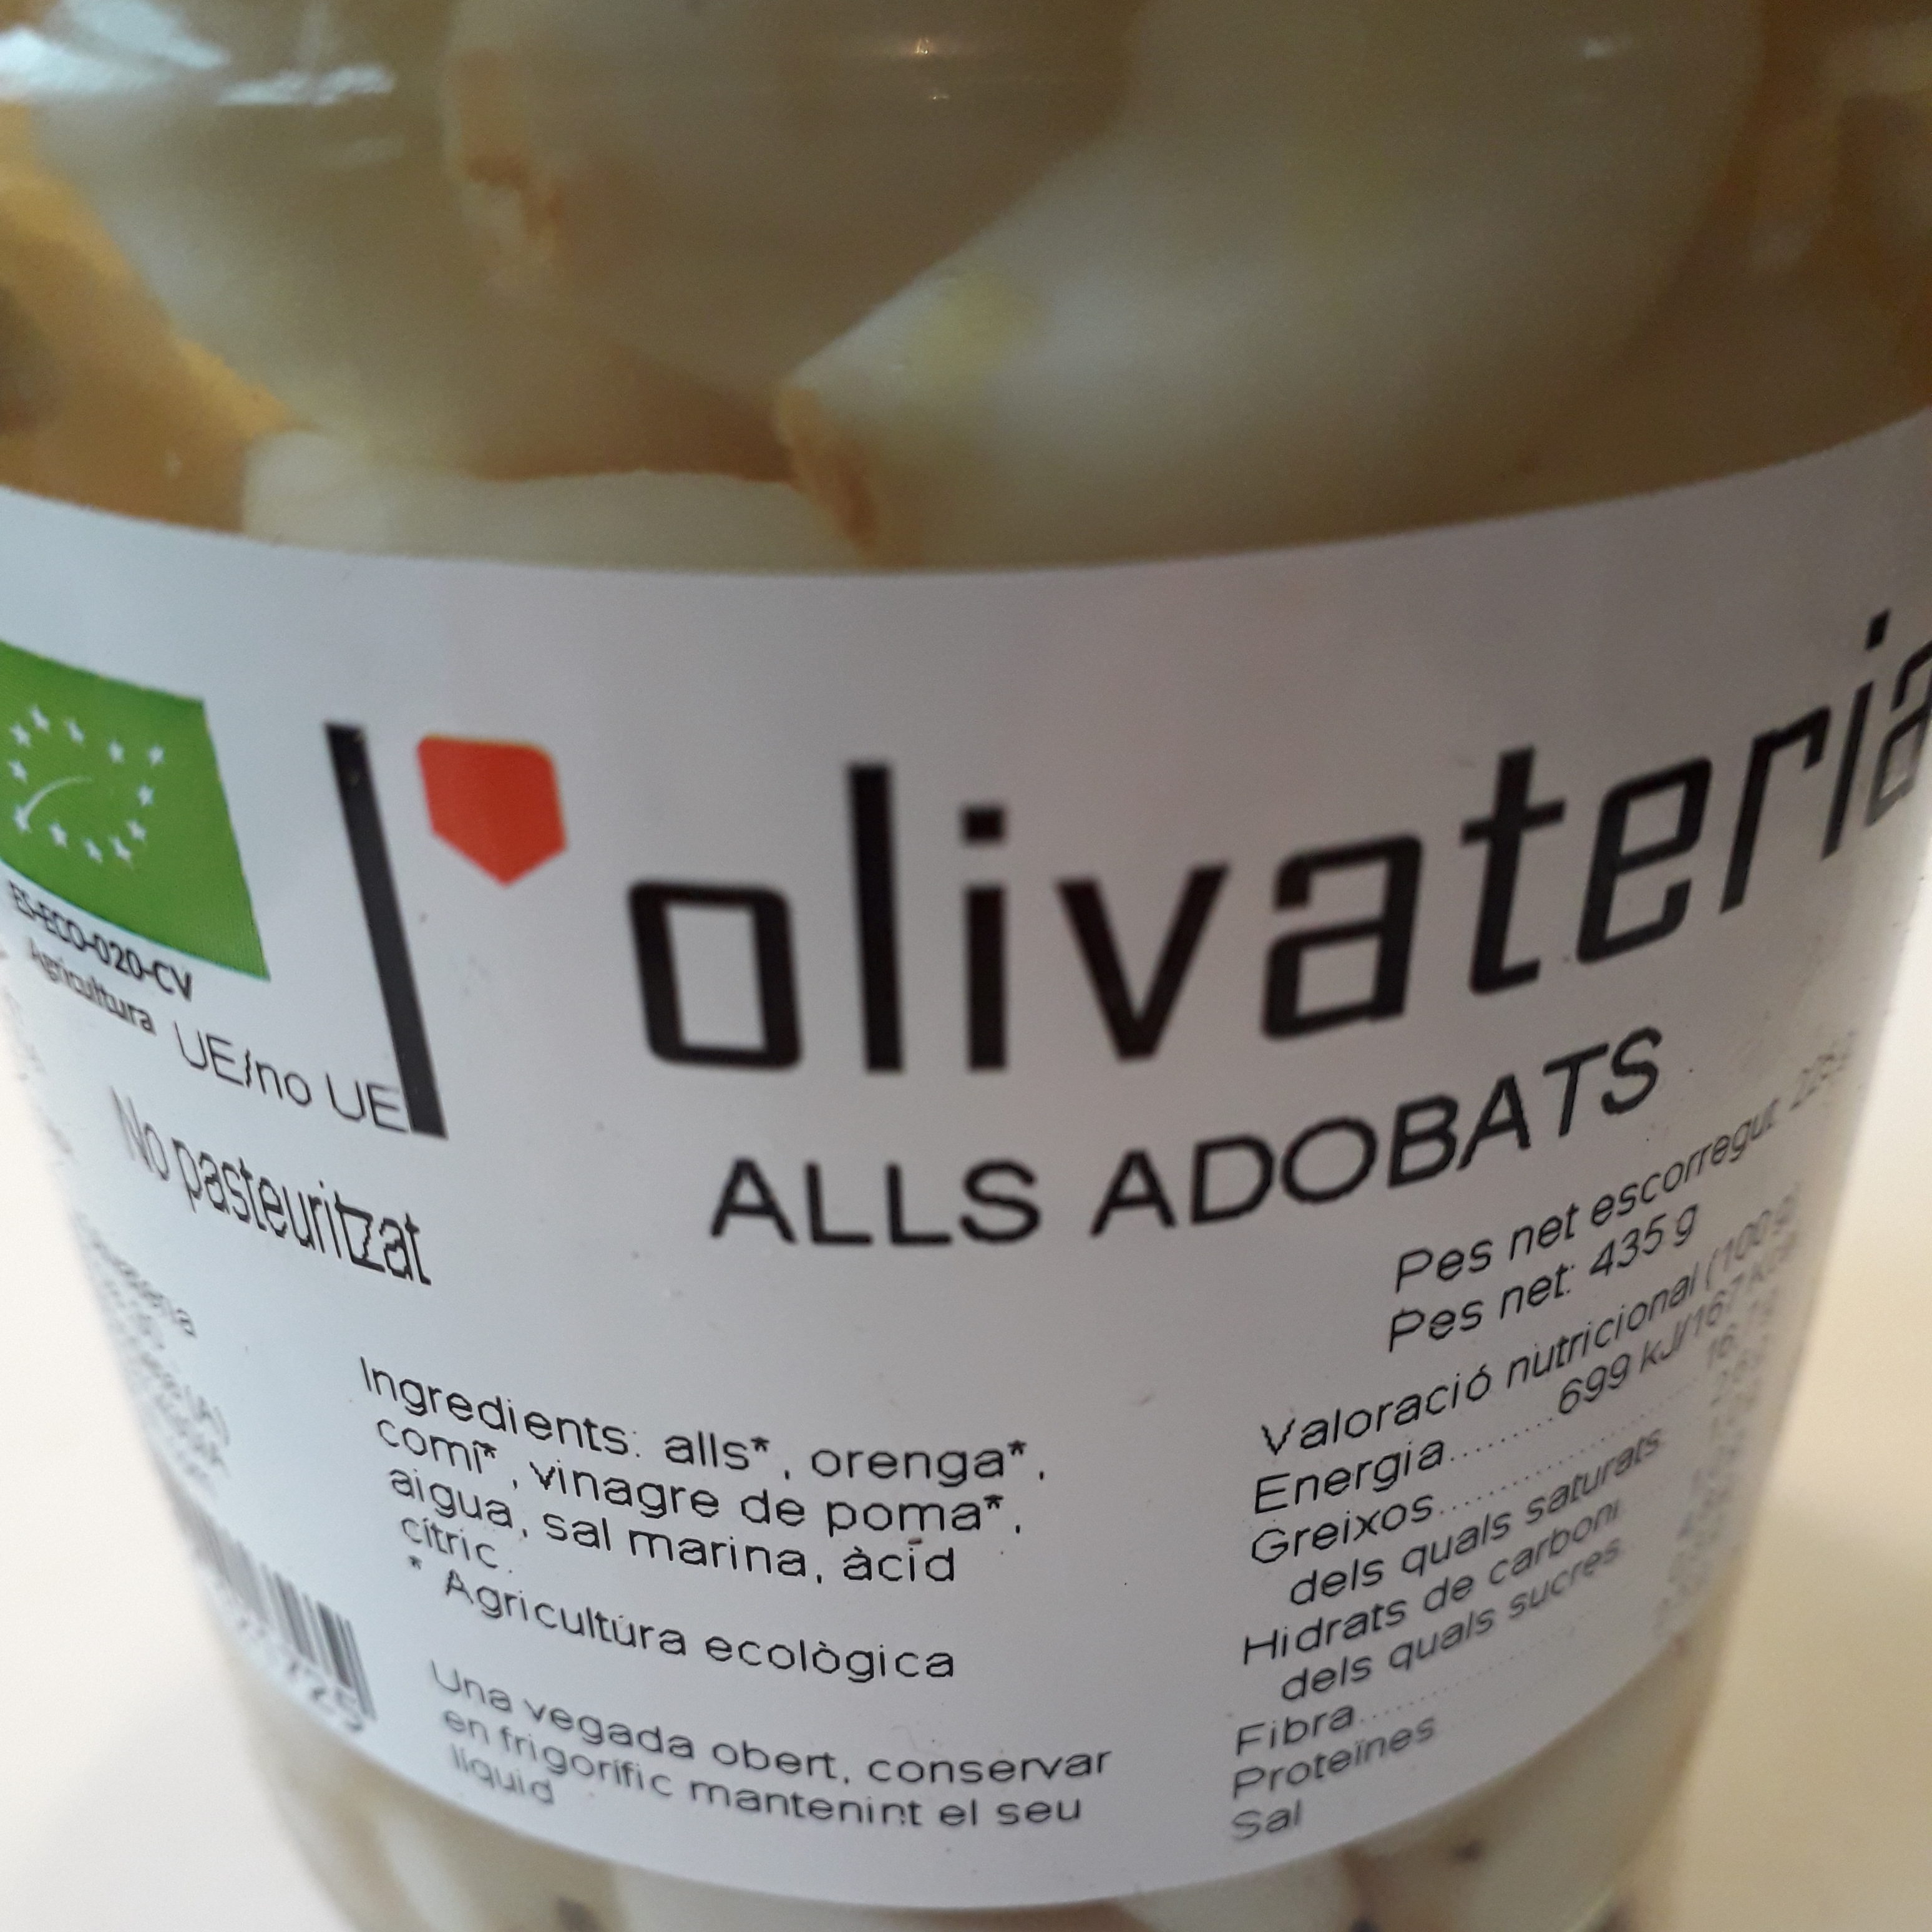 l'olivateria
ALLS ADOBATS
ES-ECO-020-CV
Agricultura UE/no UE
No pasteuritzat
Ingredients: alls*, orenga*,
comí*, vinagre de poma*,
aigua, sal marina, àcid
cítric.
* Agricultura ecològica
Una vegada obert, conservar
en frigorífic mantenint el seu
líquid
Pes net escorregut:
Pes net: 435 g
Valoració nutricional (100 g)
Energia..........699 kJ/167
Greixos
dels quals saturats
Hidrats de carboni
dels quals sucres
Fibra
Proteïnes
Sal